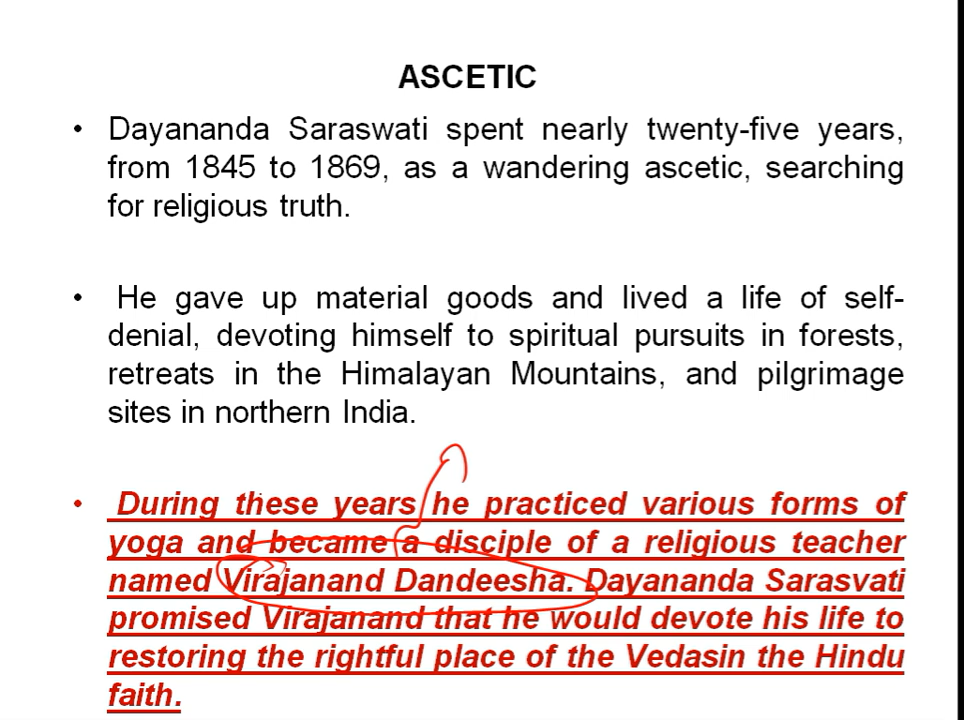 ASCETIC
• Dayananda Saraswati spent nearly twenty-five years,
from 1845 to 1869, as a wandering ascetic, searching
for religious truth.
• He gave up material goods and lived a life of self-
denial, devoting himself to spiritual pursuits in forests,
retreats in the Himalayan Mountains, and pilgrimage
sites in northern India.
• During these years he practiced various forms of
yoga and became a disciple of a religious teacher
named Virajanand Dandeesha. Dayananda Sarasvati
promised Virajanand that he would devote his life to
restoring the rightful place of the Vedasin the Hindu
faith.